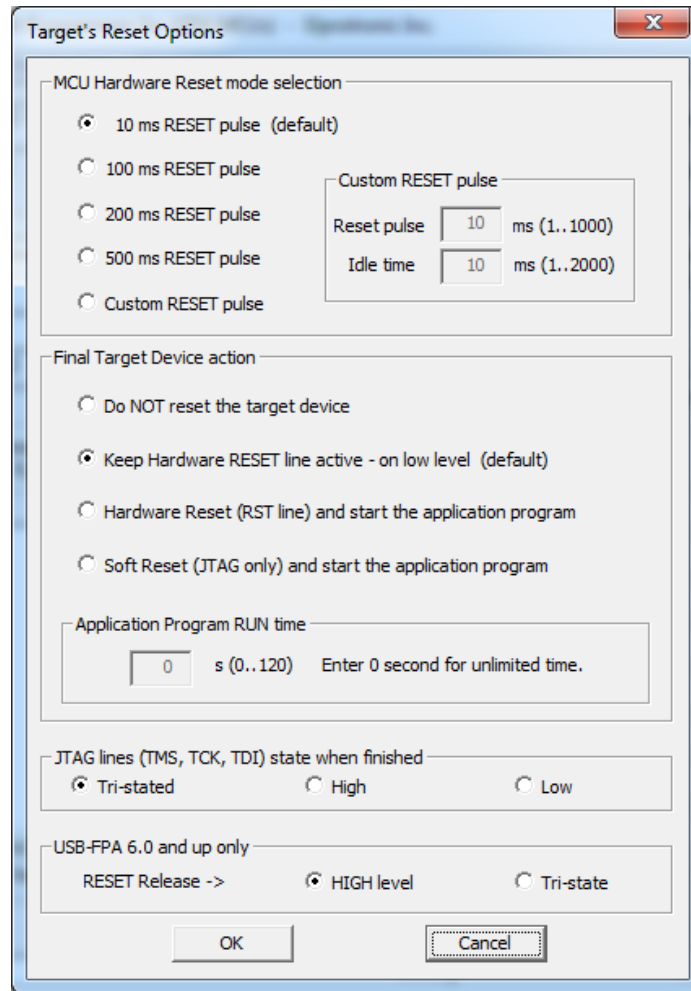 Target's Reset Options
MCU Hardware Reset mode selection
10 ms RESET pulse (default)
100 ms RESET pulse
200 ms RESET pulse
500 ms RESET pulse
Custom RESET pulse
Custom RESET pulse
Reset pulse 10 ms (1..1000)
Idle time 10 ms (1..2000)
Final Target Device action
Do NOT reset the target device
Keep Hardware RESET line active - on low level (default)
Hardware Reset (RST line) and start the application program
Soft Reset (JTAG only) and start the application program
Application Program RUN time
0 s (0..120) Enter 0 second for unlimited time.
JTAG lines (TMS, TCK, TDI) state when finished
Tri-stated High Low
USB-FPA 6.0 and up only
RESET Release -> HIGH level Tri-state
OK Cancel